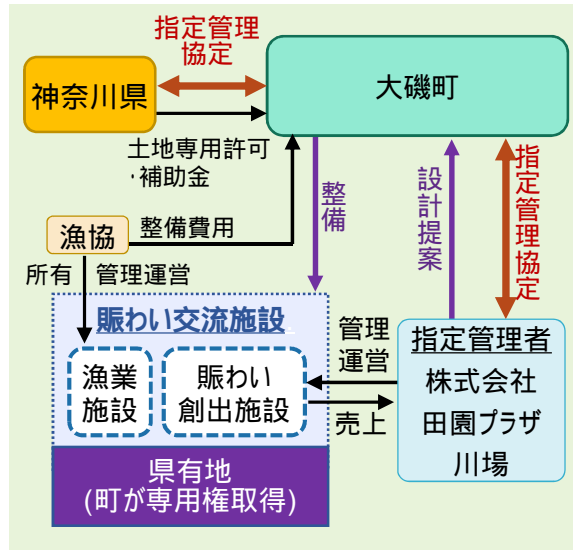 指定管理
協定
神奈川県
大磯町
土地専用許可
・補助金
漁協
整備費用
整備
設計提案
指定管理協定
所有
管理運営
賑わい交流施設
漁業
施設
賑わい
創出施設
管理
運営
売上
指定管理者
株式会社
田園プラザ
川場
県有地
(町が専用権取得)